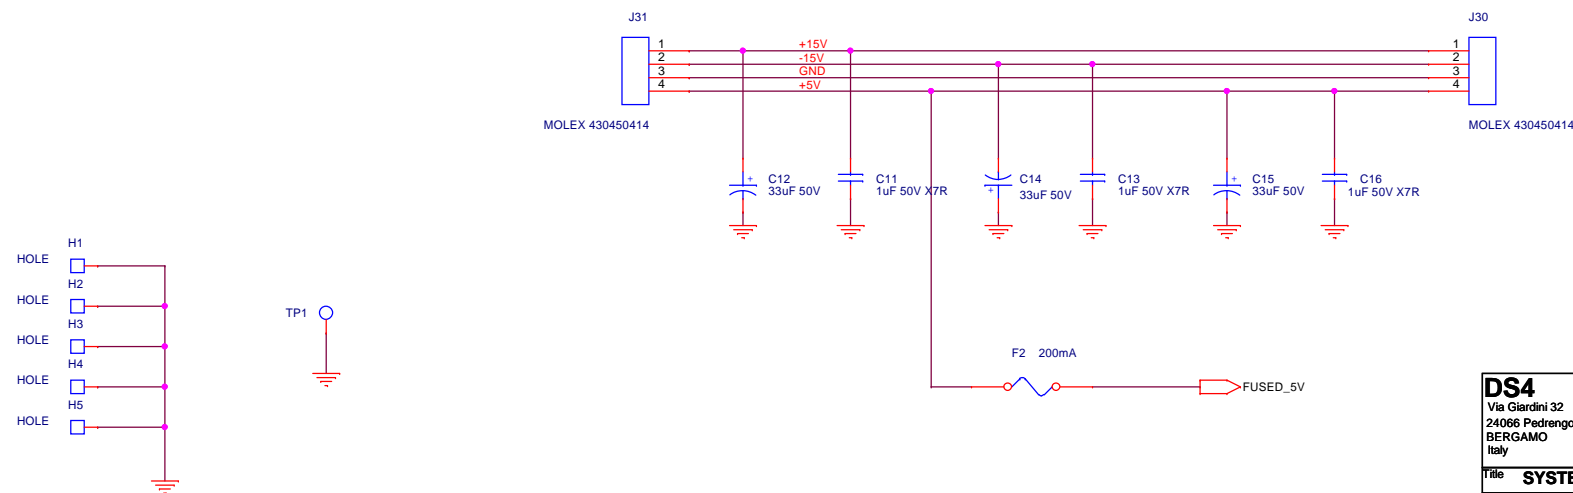 J31
J30
1
+15V
1
2
-15V
2
3
GND
3
4
+5V
4
MOLEX 430450414
MOLEX 430450414
+ C12
33uF 50V
C11
1uF 50V X7R
C14
+ 33uF 50V
C13
1uF 50V X7R
+ C15
33uF 50V
C16
1uF 50V X7R
H1
HOLE
H2
HOLE
H3
HOLE
H4
HOLE
H5
HOLE
TP1
F2 200mA
FUSED_5V
DS4
Via Giardini 32
24066 Pedrengo
BERGAMO
Italy
Title